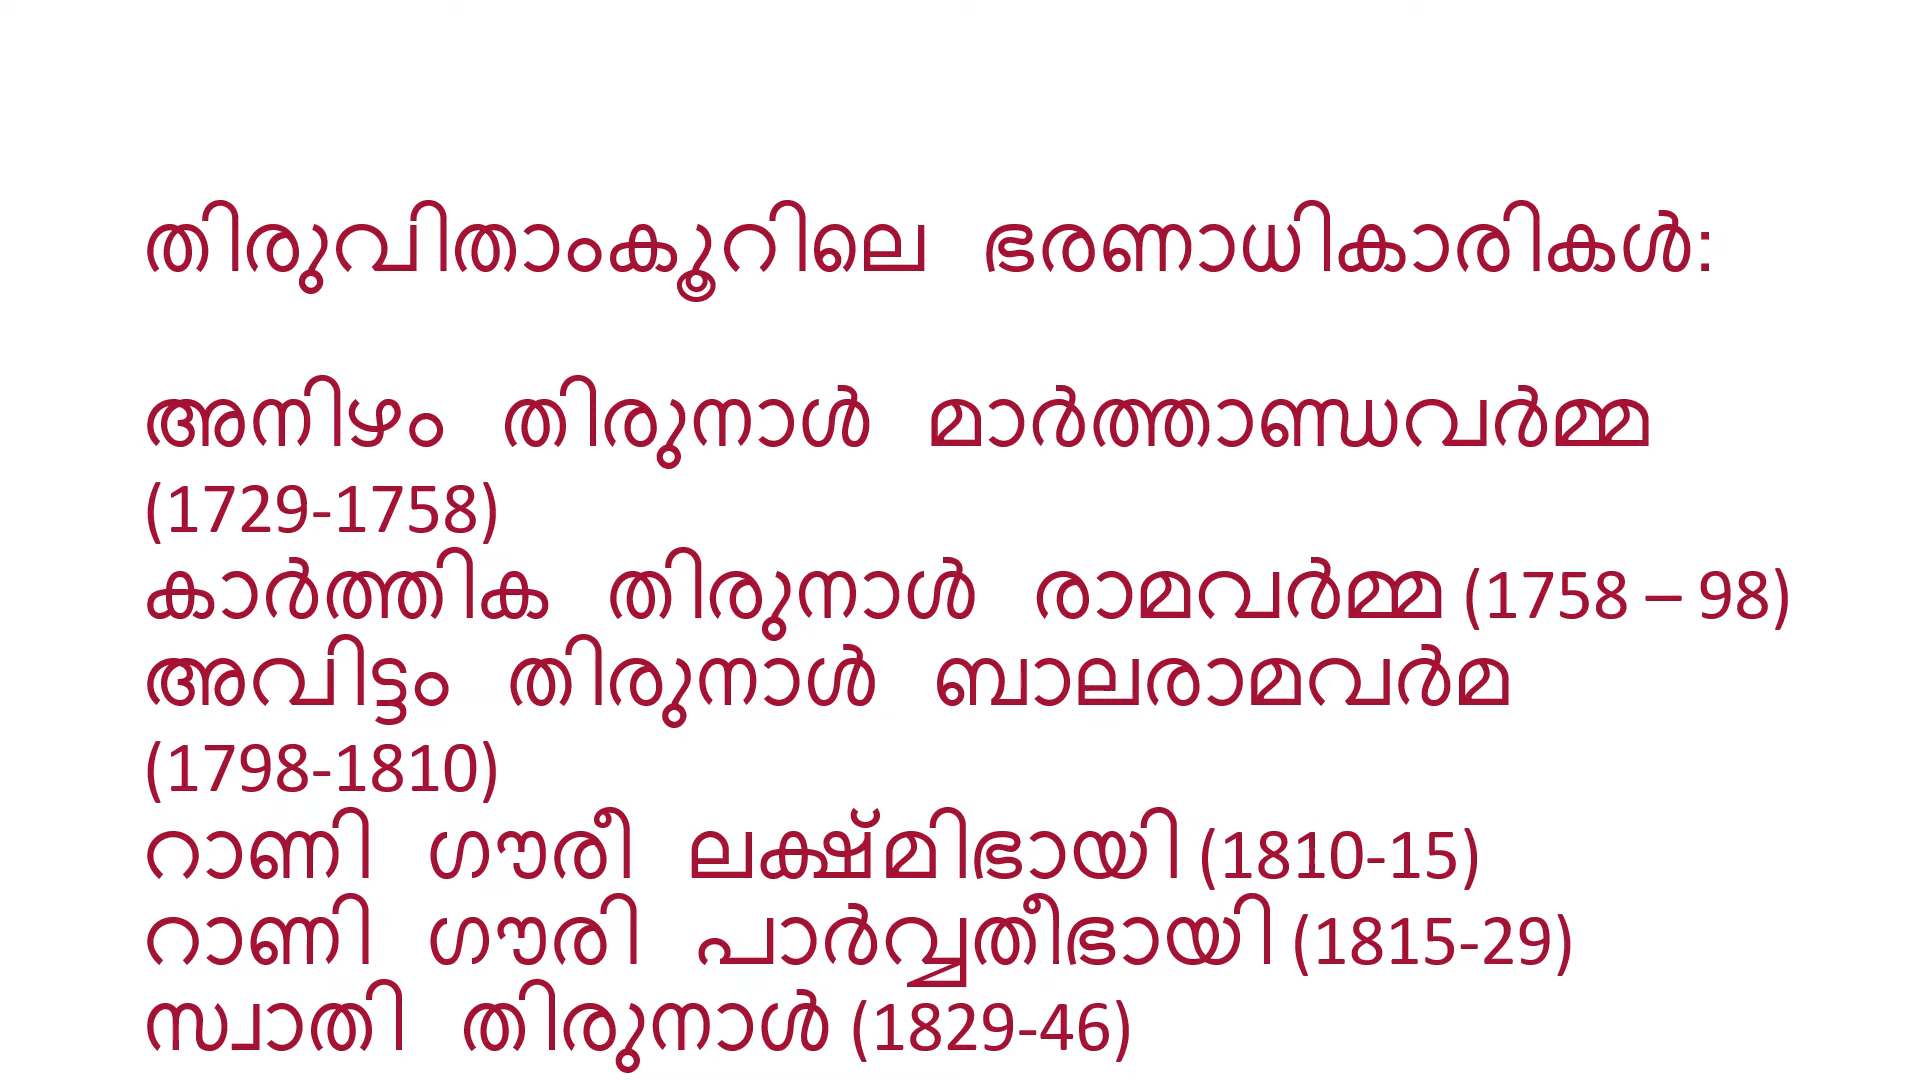 തിരുവിതാംകൂറിലെ ഭരണാധികാരികൾ:
അനിഴം തിരുനാൾ മാർത്താണ്ഡവർമ്മ
(1729-1758)
കാർത്തിക തിരുനാൾ രാമവർമ്മ (1758 – 98)
അവിട്ടം തിരുനാൾ ബാലരാമവർമ
(1798-1810)
റാണി ഗൗരീ ലക്ഷ്മിഭായി (1810-15)
റാണി ഗൗരി പാർവ്വതീഭായി (1815-29)
സ്വാതി തിരുനാൾ (1829-46)